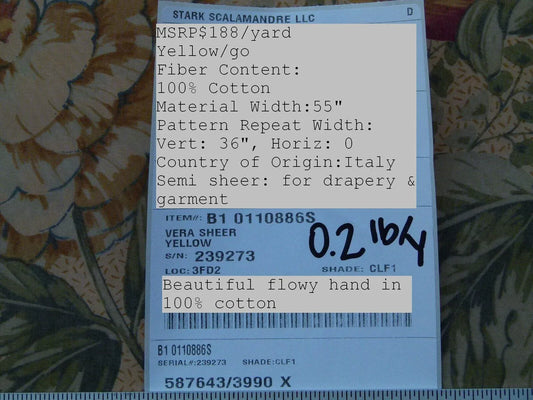 STARK SCALAMANDRE LLC D
MSRP$188/yard
Yellow/go
Fiber Content:
100% Cotton
Material Width:55"
Pattern Repeat Width:
Vert: 36", Horiz: 0
Country of Origin:Italy
Semi sheer: for drapery &
garment
ITEM#: B1 0110886S
VERA SHEER
YELLOW
S/N: 239273
0.2 lb/y
LOC: 3FD2 SHADE: CLF1
Beautiful flowy hand in
100% cotton
B1 0110886S
SERIAL#:239273 SHADE:CLF1
587643/3990 X